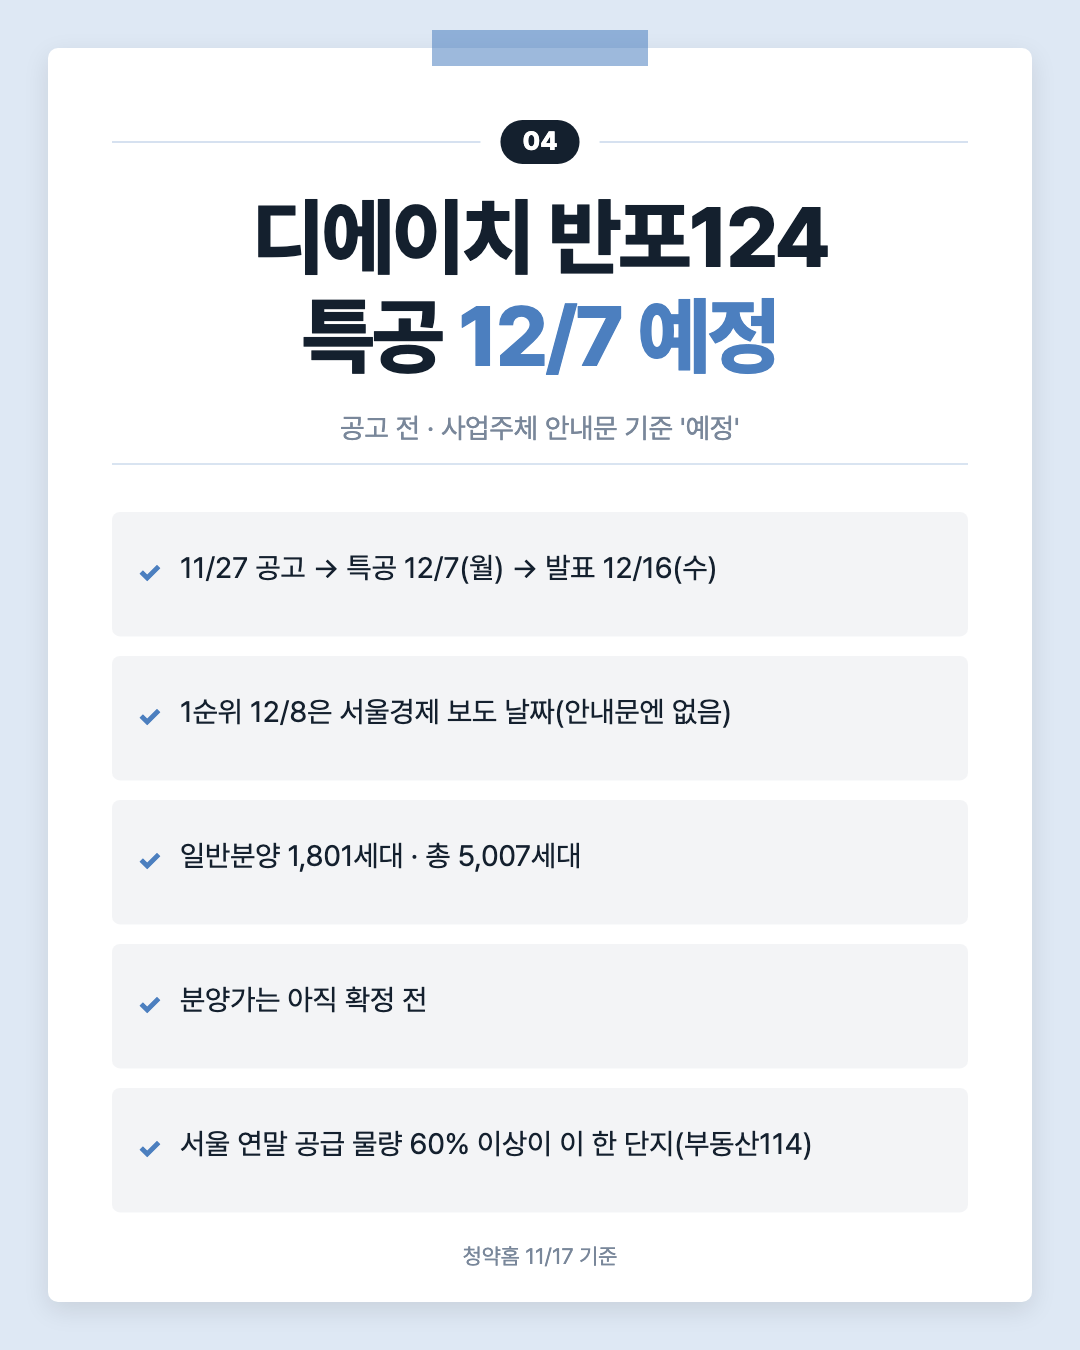 04
디에이치 반포124
특공 12/7 예정
공고 전 · 사업주체 안내문 기준 '예정'
11/27 공고 → 특공 12/7(월) → 발표 12/16(수)
1순위 12/8은 서울경제 보도 날짜(안내문엔 없음)
일반분양 1,801세대 · 총 5,007세대
분양가는 아직 확정 전
서울 연말 공급 물량 60% 이상이 이 한 단지(부동산114)
청약홈 11/17 기준